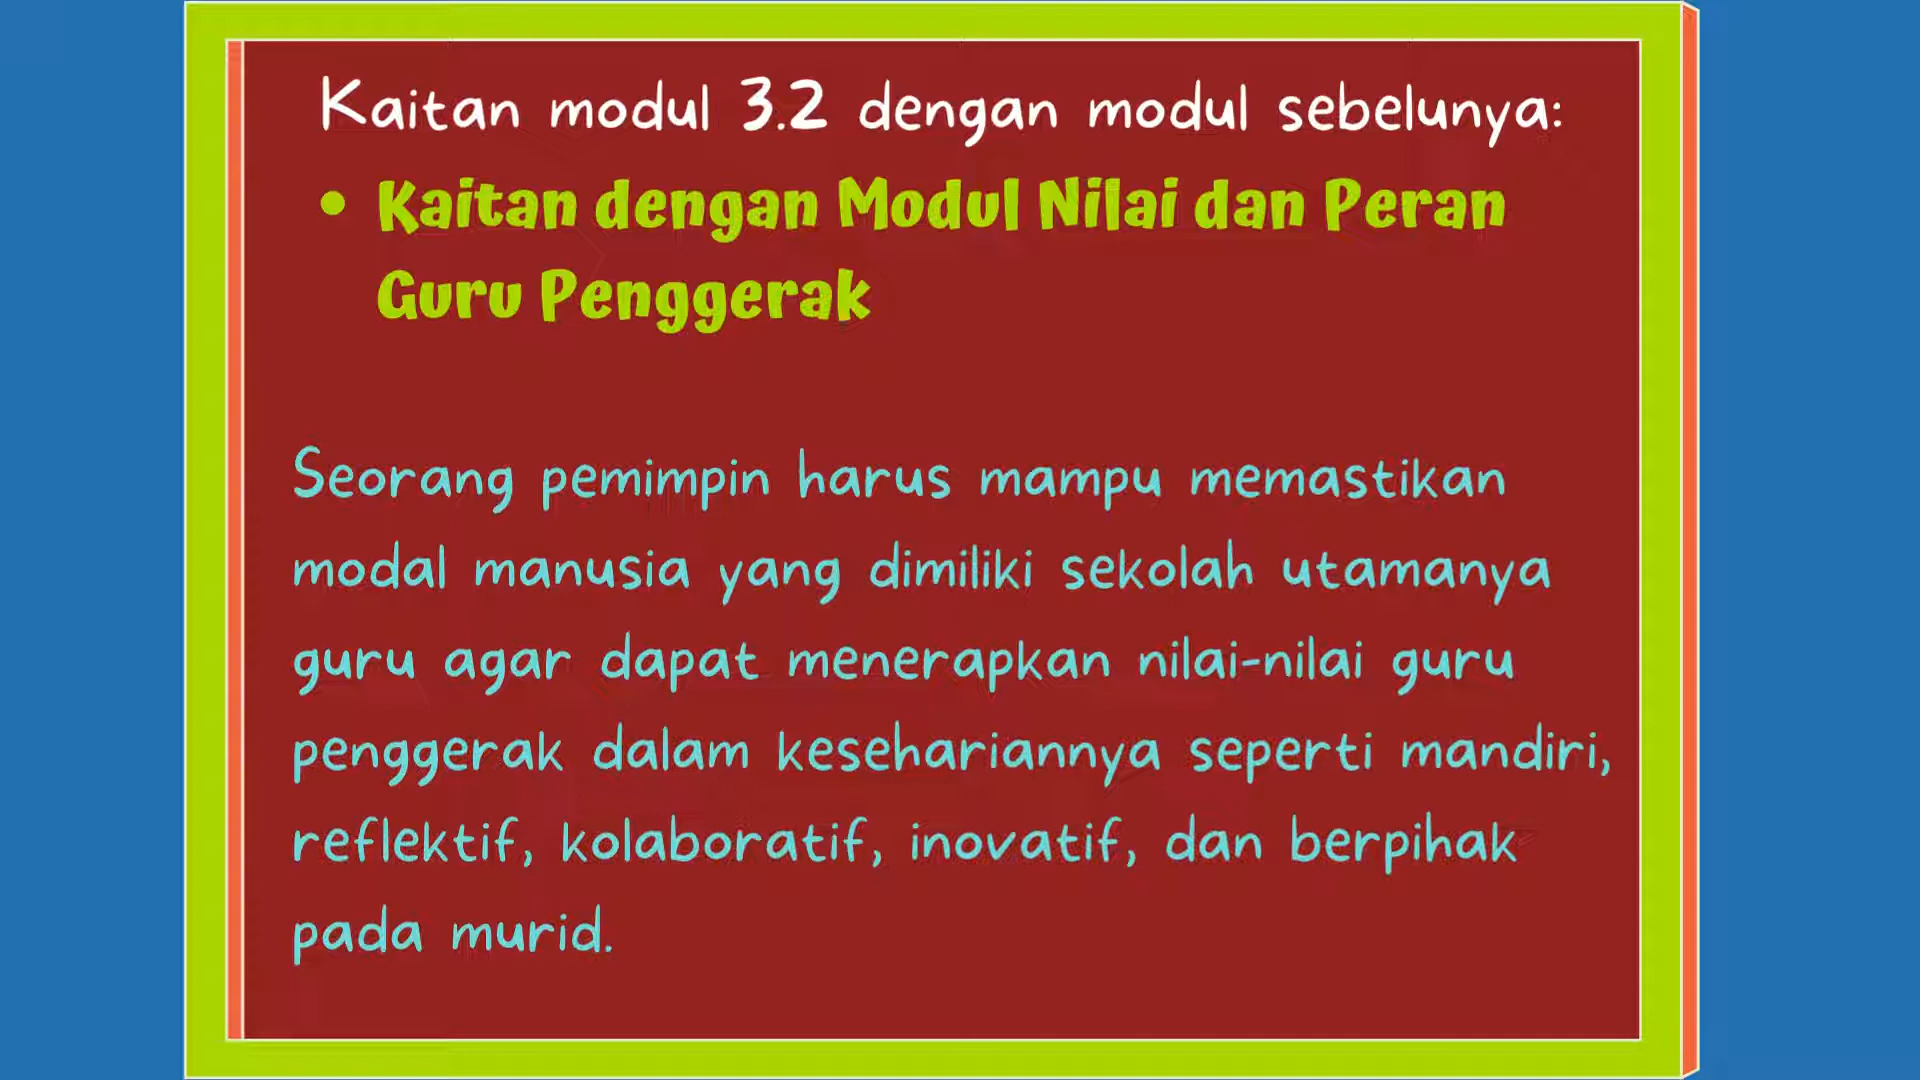 Kaitan modul 3.2 dengan modul sebelunya:
• Kaitan dengan Modul Nilai dan Peran
Guru Penggerak
Seorang pemimpin harus mampu memastikan
modal manusia yang dimiliki sekolah utamanya
guru agar dapat menerapkan nilai-nilai guru
penggerak dalam kesehariannya seperti mandiri,
reflektif, kolaboratif, inovatif, dan berpihak
pada murid.